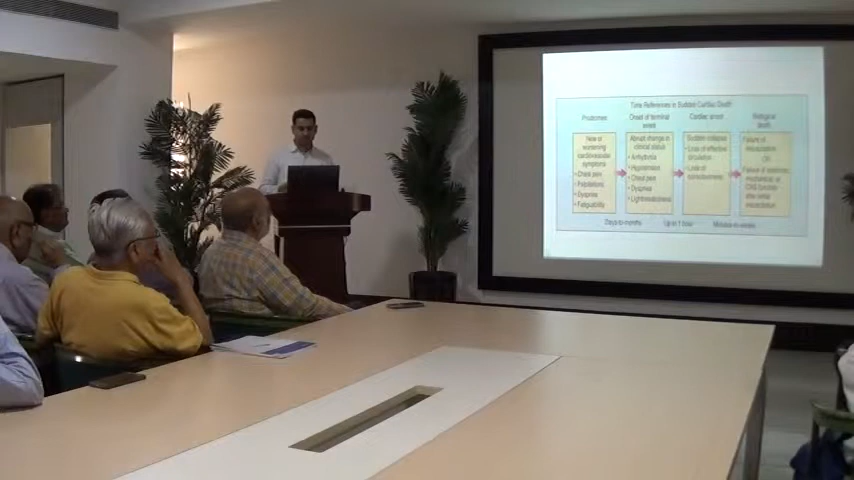 Time References in Sudden Cardiac Death
Prodromes
Onset of terminal event
Cardiac arrest
Biological death
New or
worsening
cardiovascular
symptoms
• Chest pain
• Palpitations
• Dyspnea
• Fatigability
Abrupt change in
clinical status
• Arrhythmia
• Hypotension
• Chest pain
• Dyspnea
• Lightheadedness
Sudden collapse
• Loss of effective
circulation
• Loss of
consciousness
Failure of
resuscitation
OR
Failure of electrical,
mechanical, or
CNS function
after initial
resuscitation
Days-to-months
Up to 1 hour
Minutes-to-weeks